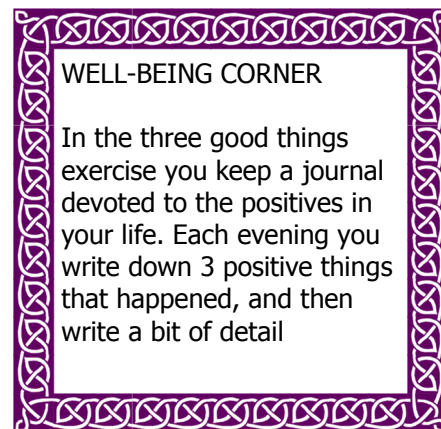 WELL-BEING CORNER
In the three good things
exercise you keep a journal
devoted to the positives in
your life. Each evening you
write down 3 positive things
that happened, and then
write a bit of detail